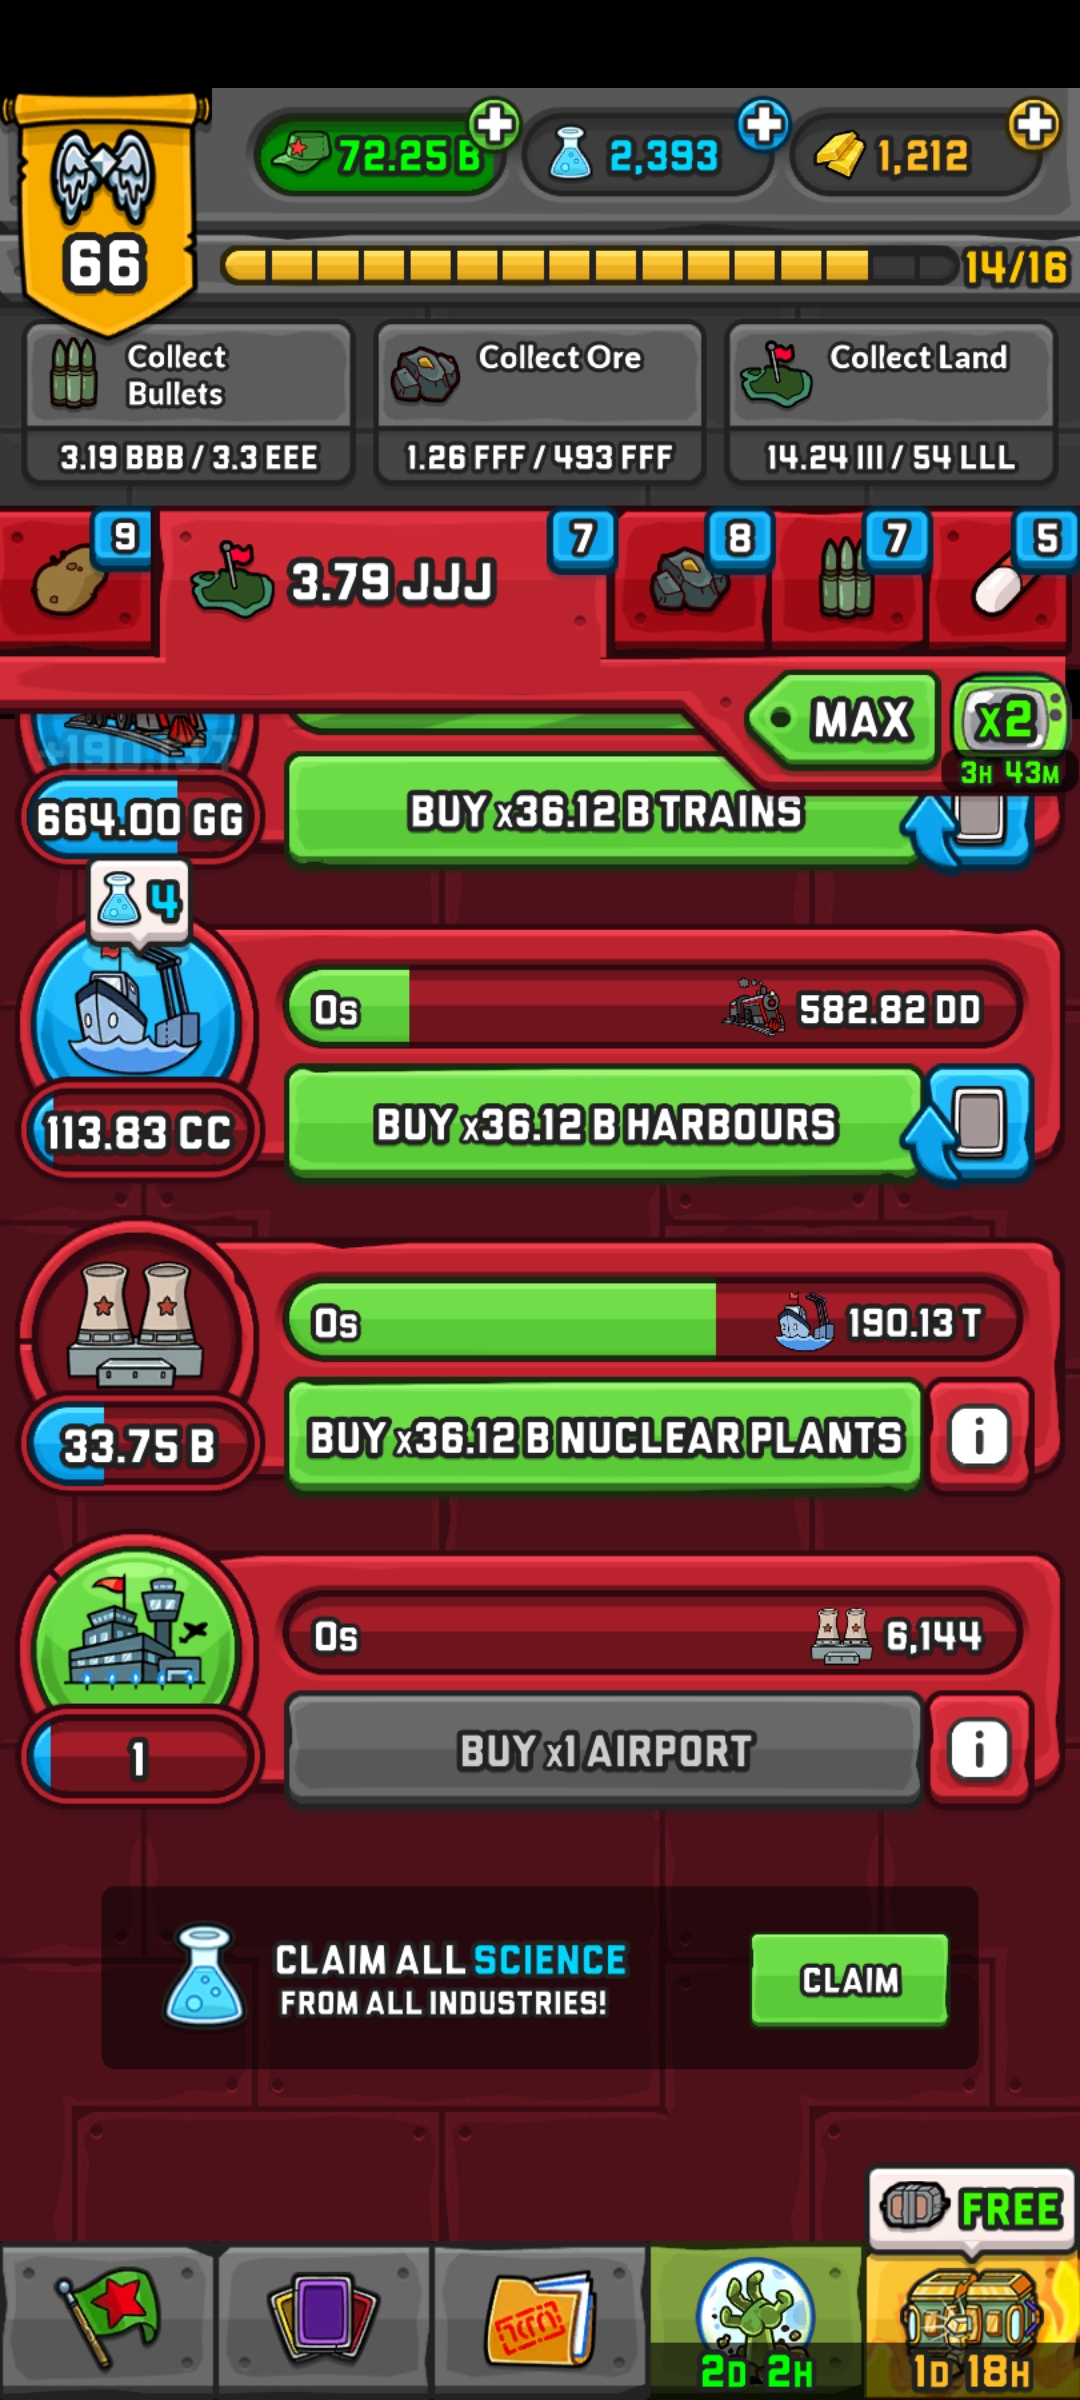 72.25 B
2,393
1,212
66
14/16
Collect
Bullets
3.19 BBB / 3.3 EEE
Collect Ore
1.26 FFF / 493 FFF
Collect Land
14.24 III / 54 LLL
9
3.79 JJJ
7
8
7
5
MAX
x2
3H 43M
+190.13 T
664.00 GG
BUY x36.12 B TRAINS
4
0s
582.82 DD
113.83 CC
BUY x36.12 B HARBOURS
0s
190.13 T
33.75 B
BUY x36.12 B NUCLEAR PLANTS
i
0s
6,144
1
BUY x1 AIRPORT
i
CLAIM ALL SCIENCE
FROM ALL INDUSTRIES!
CLAIM
FREE
2D 2H
1D 18H